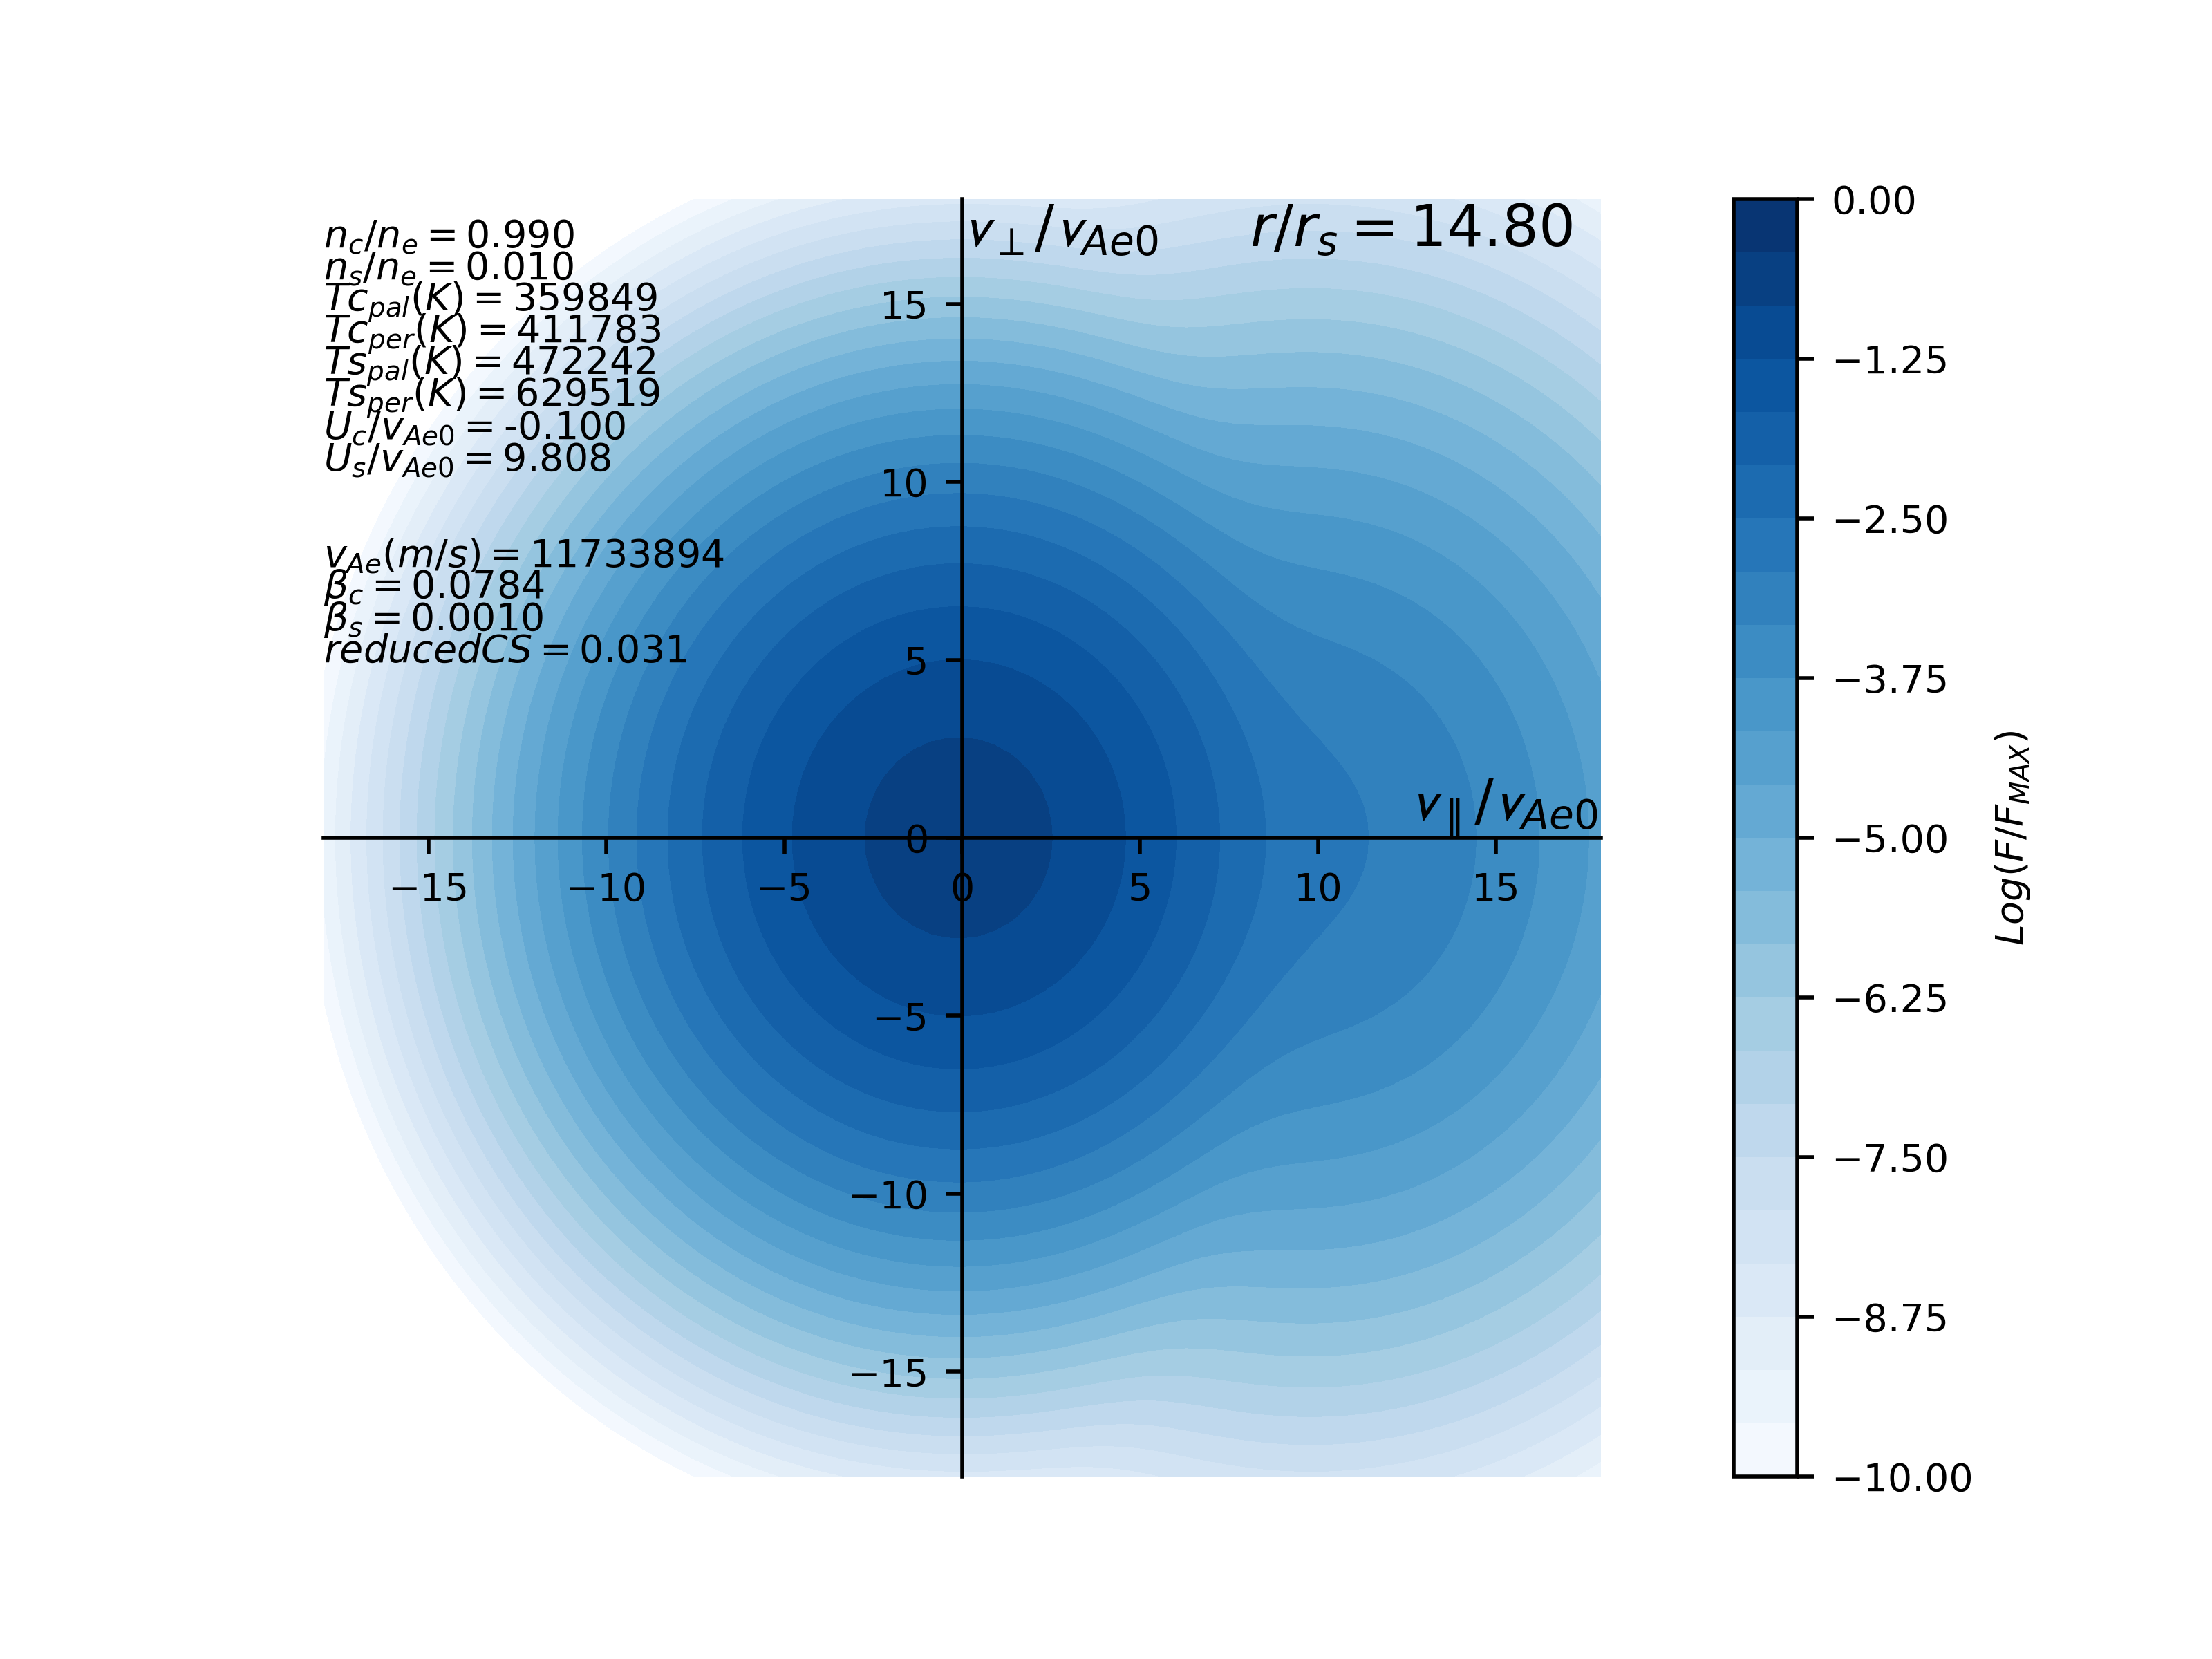 n_c/n_e = 0.990
n_s/n_e = 0.010
Tc_pal(K) = 359849
Tc_per(K) = 411783
Ts_pal(K) = 472242
Ts_per(K) = 629519
U_c/v_Ae0 = -0.100
U_s/v_Ae0 = 9.808
v_Ae(m/s) = 11733894
β_c = 0.0784
β_s = 0.0010
reducedCS = 0.031
v_⊥/v_Ae0
r/r_s = 14.80
15
10
5
0
−5
−10
−15
v_∥/v_Ae0
−15
−10
−5
0
5
10
15
0.00
−1.25
−2.50
−3.75
−5.00
−6.25
−7.50
−8.75
−10.00
Log(F/F_MAX)